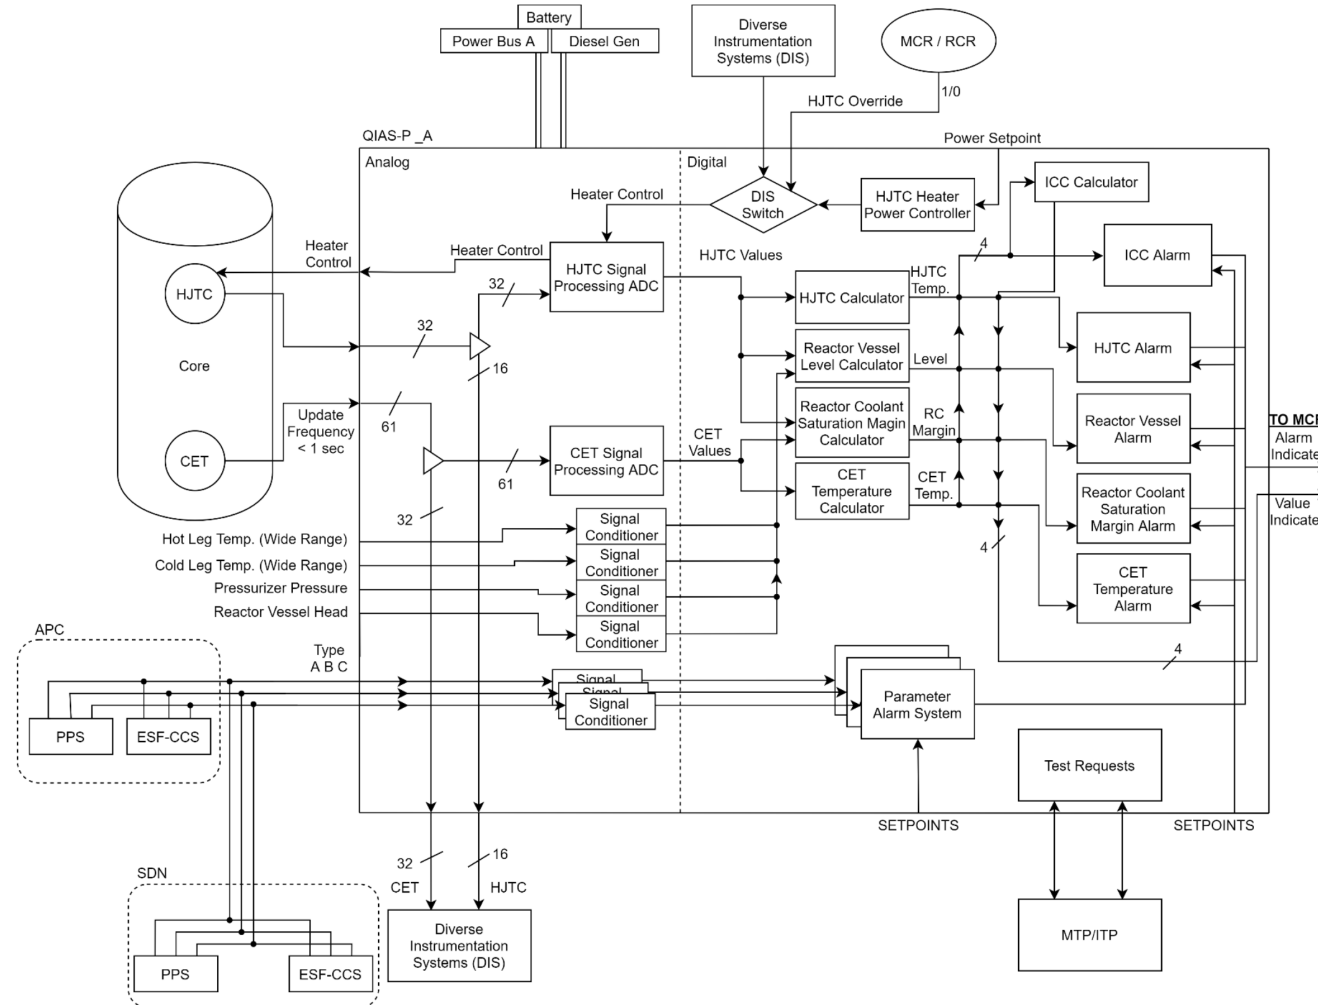 Battery
Power Bus A
Diesel Gen
Diverse
Instrumentation
Systems (DIS)
MCR / RCR
1/0
HJTC Override
QIAS-P _A
Power Setpoint
Analog
Digital
ICC Calculator
Heater Control
DIS
Switch
HJTC Heater
Power Controller
4
Heater
Control
Heater Control
HJTC Values
ICC Alarm
HJTC
32
HJTC Signal
Processing ADC
HJTC Calculator
HJTC
Temp.
32
16
Core
Reactor Vessel
Level Calculator
Level
HJTC Alarm
61
Update
Frequency
< 1 sec
Reactor Coolant
Saturation Magin
Calculator
RC
Margin
Reactor Vessel
Alarm
TO MCR
Alarm
Indicate
CET
CET Signal
Processing ADC
61
CET
Values
CET
Temperature
Calculator
CET
Temp.
Reactor Coolant
Saturation
Margin Alarm
Value
Indicate
32
4
Hot Leg Temp. (Wide Range)
Cold Leg Temp. (Wide Range)
Pressurizer Pressure
Reactor Vessel Head
Signal
Conditioner
Signal
Conditioner
Signal
Conditioner
Signal
Conditioner
CET
Temperature
Alarm
APC
Type
A B C
4
Signal
Signal
Signal
Conditioner
Parameter
Alarm System
PPS
ESF-CCS
Test Requests
SETPOINTS
SETPOINTS
32
16
CET
HJTC
SDN
Diverse
Instrumentation
Systems (DIS)
MTP/ITP
PPS
ESF-CCS